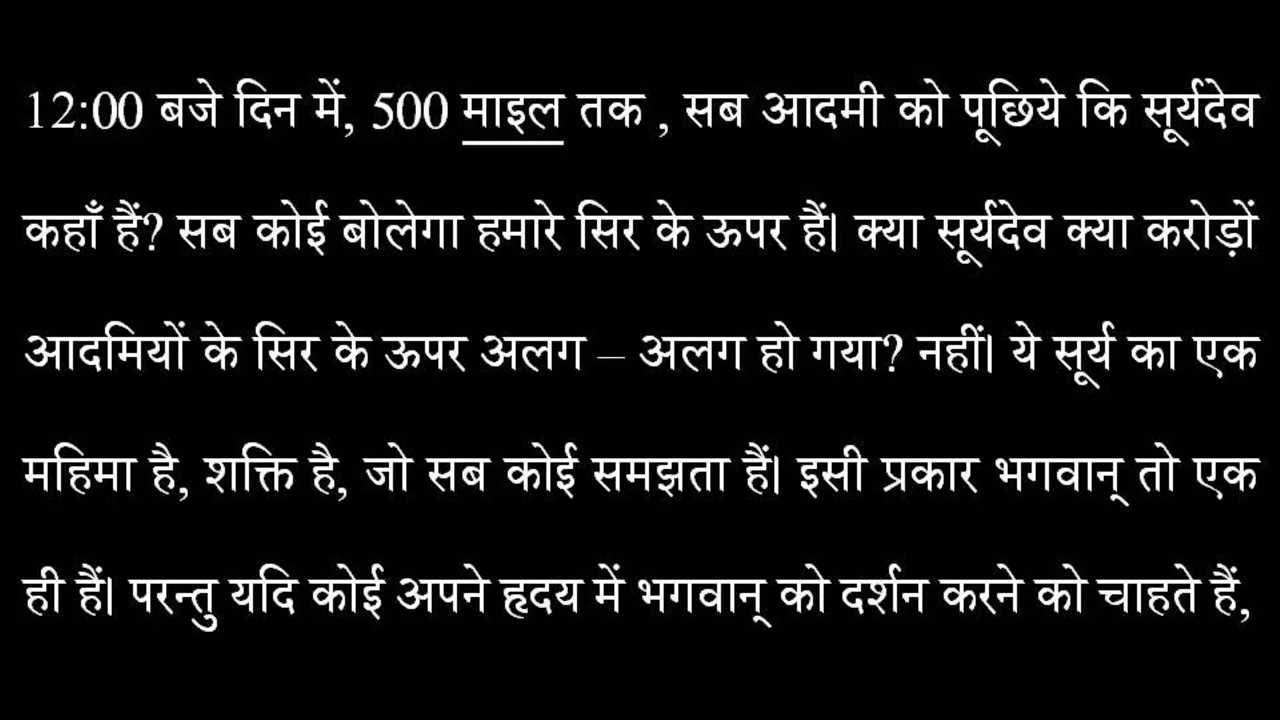 12:00 बजे दिन में, 500 माइल तक , सब आदमी को पूछिये कि सूर्यदेव
कहाँ हैं? सब कोई बोलेगा हमारे सिर के ऊपर हैं। क्या सूर्यदेव क्या करोड़ों
आदमियों के सिर के ऊपर अलग – अलग हो गया? नहीं। ये सूर्य का एक
महिमा है, शक्ति है, जो सब कोई समझता हैं। इसी प्रकार भगवान् तो एक
ही हैं। परन्तु यदि कोई अपने हृदय में भगवान् को दर्शन करने को चाहते हैं,